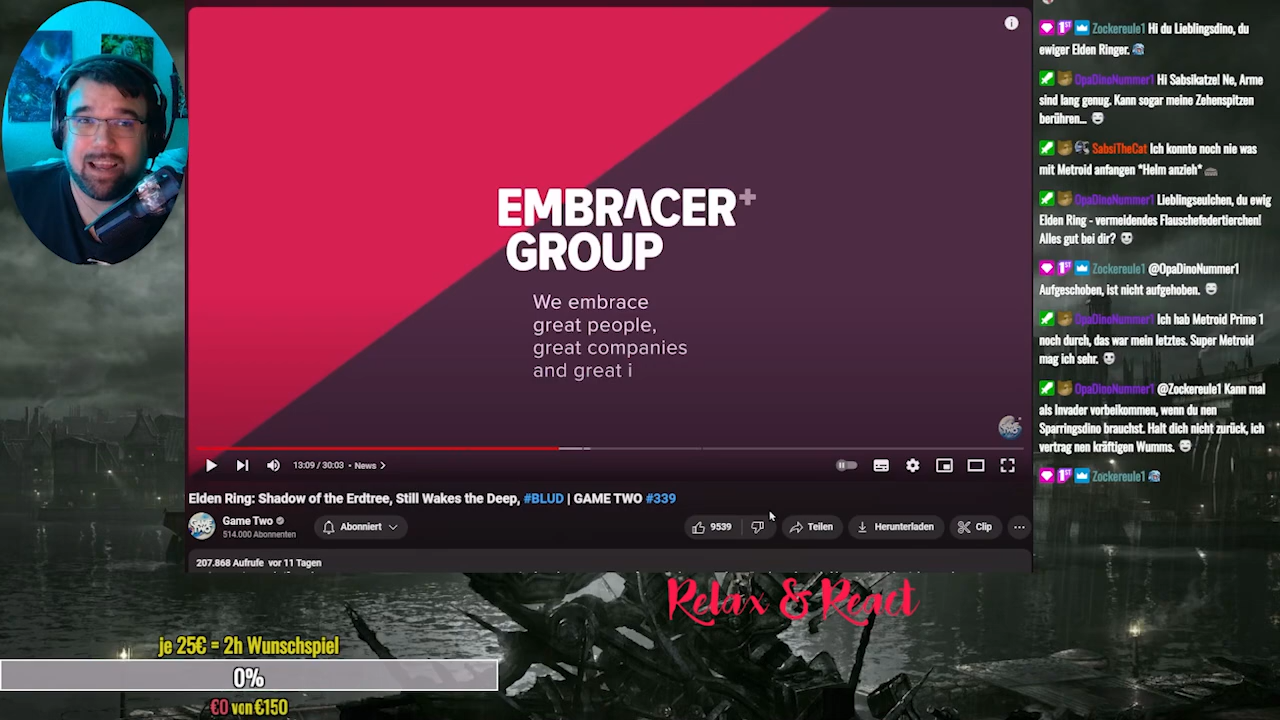 EMBRACER+
GROUP
We embrace
great people,
great companies
and great i
13:09 / 30:03 • News
Elden Ring: Shadow of the Erdtree, Still Wakes the Deep, #BLUD | GAME TWO #339
GAME TWO
Game Two
514.000 Abonnenten
Abonniert
9539
Teilen
Herunterladen
Clip
207.868 Aufrufe vor 11 Tagen
Relax & React
je 25€ = 2h Wunschspiel
0%
€0 von €150
1ST Zockereule1 Hi du Lieblingsdino, du
ewiger Elden Ringer.
OpaDinoNummer1 Hi Sabsikatze! Ne, Arme
sind lang genug. Kann sogar meine Zehenspitzen
berühren...
SabsiTheCat Ich konnte noch nie was
mit Metroid anfangen *Helm anzieh*
OpaDinoNummer1 Lieblingseulchen, du ewig
Elden Ring - vermeidendes Flauschefedertierchen!
Alles gut bei dir?
1ST Zockereule1 @OpaDinoNummer1
Aufgeschoben, ist nicht aufgehoben.
OpaDinoNummer1 Ich hab Metroid Prime 1
noch durch, das war mein letztes. Super Metroid
mag ich sehr.
OpaDinoNummer1 @Zockereule1 Kann mal
als Invader vorbeikommen, wenn du nen
Sparringsdino brauchst. Halt dich nicht zurück, ich
vertrag nen kräftigen Wumms.
1ST Zockereule1